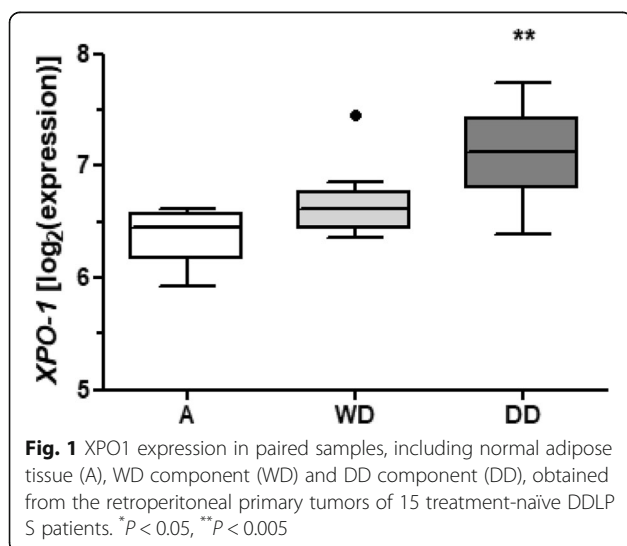 **
8
7
6
5
XPO-1 [log₂(expression)]
A WD DD
Fig. 1 XPO1 expression in paired samples, including normal adipose
tissue (A), WD component (WD) and DD component (DD), obtained
from the retroperitoneal primary tumors of 15 treatment-naïve DDLP
S patients. *P < 0.05, **P < 0.005